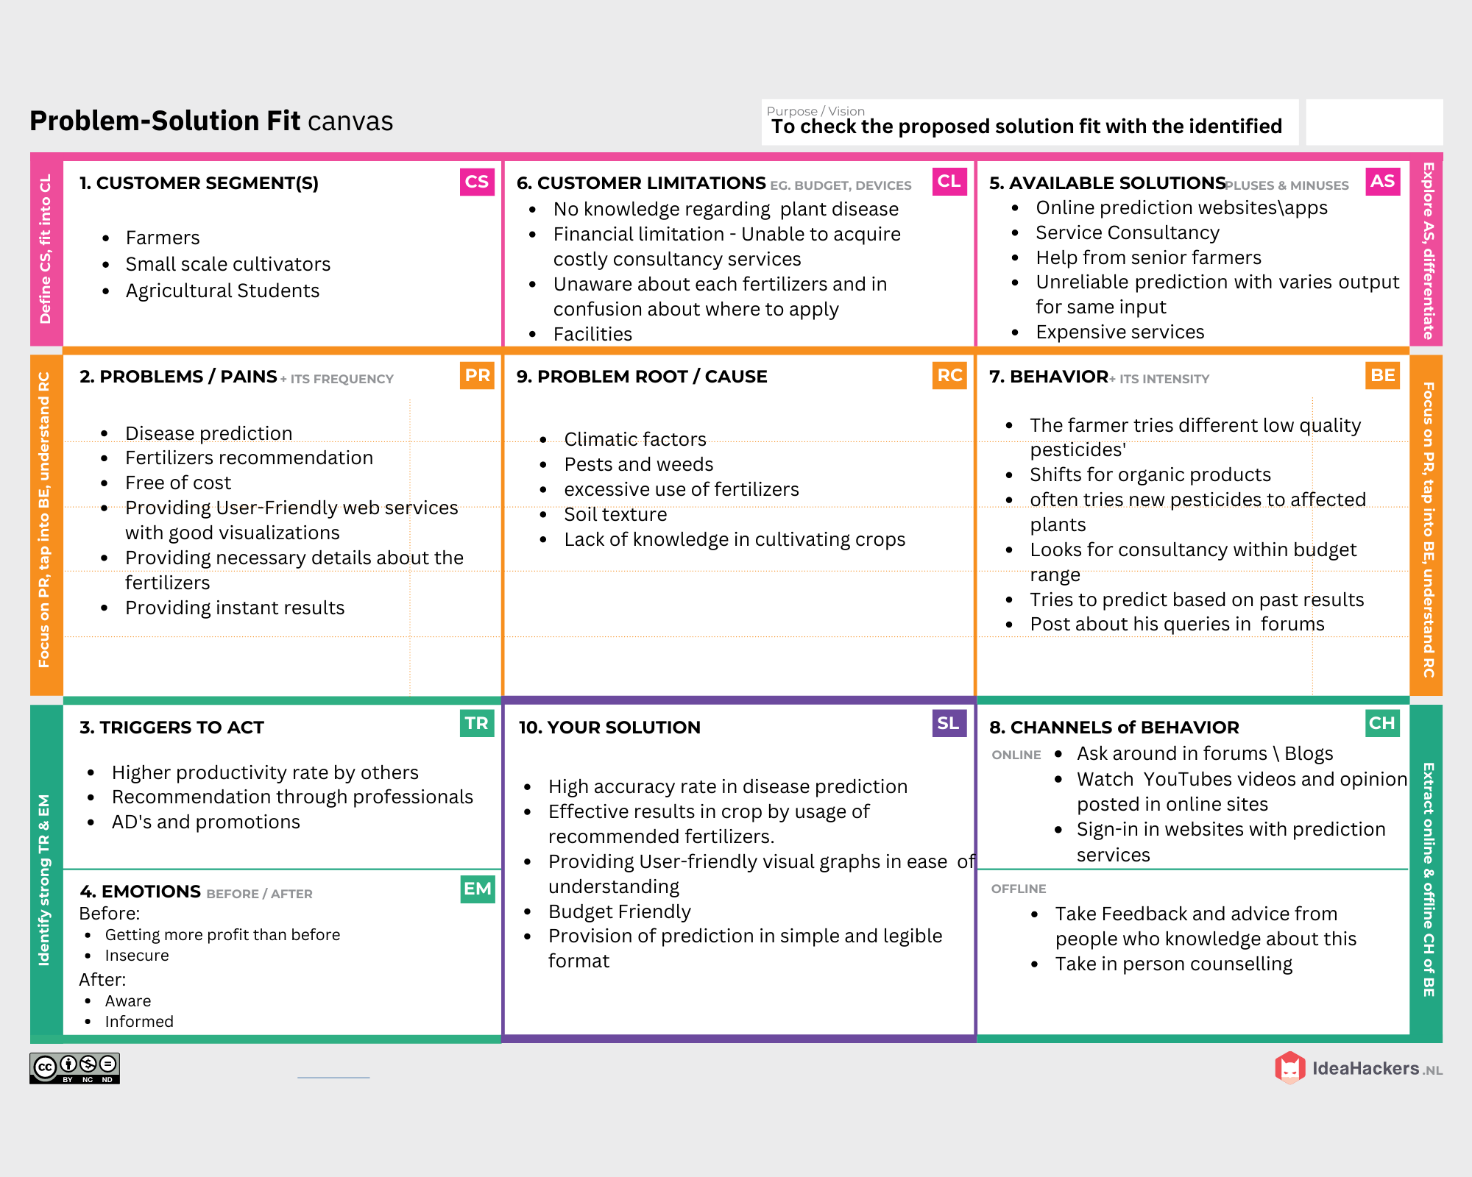 Problem-Solution Fit canvas
Purpose / Vision
To check the proposed solution fit with the identified
Define CS, fit into CL
1. CUSTOMER SEGMENT(S)
CS
• Farmers
• Small scale cultivators
• Agricultural Students
6. CUSTOMER LIMITATIONS EG. BUDGET, DEVICES
CL
• No knowledge regarding  plant disease
• Financial limitation - Unable to acquire
costly consultancy services
• Unaware about each fertilizers and in
confusion about where to apply
• Facilities
5. AVAILABLE SOLUTIONS PLUSES & MINUSES
AS
• Online prediction websites\apps
• Service Consultancy
• Help from senior farmers
• Unreliable prediction with varies output
for same input
• Expensive services
Explore AS, differentiate
Focus on PR, tap into BE, understand RC
2. PROBLEMS / PAINS + ITS FREQUENCY
PR
• Disease prediction
• Fertilizers recommendation
• Free of cost
• Providing User-Friendly web services
with good visualizations
• Providing necessary details about the
fertilizers
• Providing instant results
9. PROBLEM ROOT / CAUSE
RC
• Climatic factors
• Pests and weeds
• excessive use of fertilizers
• Soil texture
• Lack of knowledge in cultivating crops
7. BEHAVIOR + ITS INTENSITY
BE
• The farmer tries different low quality
pesticides'
• Shifts for organic products
• often tries new pesticides to affected
plants
• Looks for consultancy within budget
range
• Tries to predict based on past results
• Post about his queries in  forums
Focus on PR, tap into BE, understand RC
Identify strong TR & EM
3. TRIGGERS TO ACT
TR
• Higher productivity rate by others
• Recommendation through professionals
• AD's and promotions
4. EMOTIONS BEFORE / AFTER
EM
Before:
• Getting more profit than before
• Insecure
After:
• Aware
• Informed
10. YOUR SOLUTION
SL
• High accuracy rate in disease prediction
• Effective results in crop by usage of
recommended fertilizers.
• Providing User-friendly visual graphs in ease  of
understanding
• Budget Friendly
• Provision of prediction in simple and legible
format
8. CHANNELS of BEHAVIOR
CH
ONLINE
• Ask around in forums \ Blogs
• Watch  YouTubes videos and opinion
posted in online sites
• Sign-in in websites with prediction
services
OFFLINE
• Take Feedback and advice from
people who knowledge about this
• Take in person counselling
Extract online & offline CH of BE
cc
BY NC ND
IdeaHackers.NL